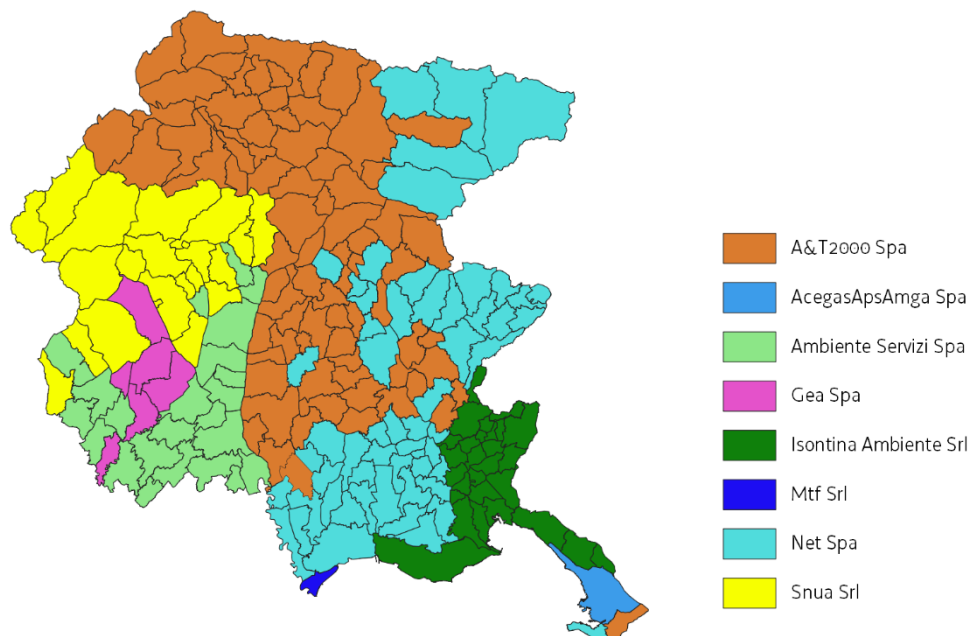 A&T2000 Spa
AcegasApsAmga Spa
Ambiente Servizi Spa
Gea Spa
Isontina Ambiente Srl
Mtf Srl
Net Spa
Snua Srl